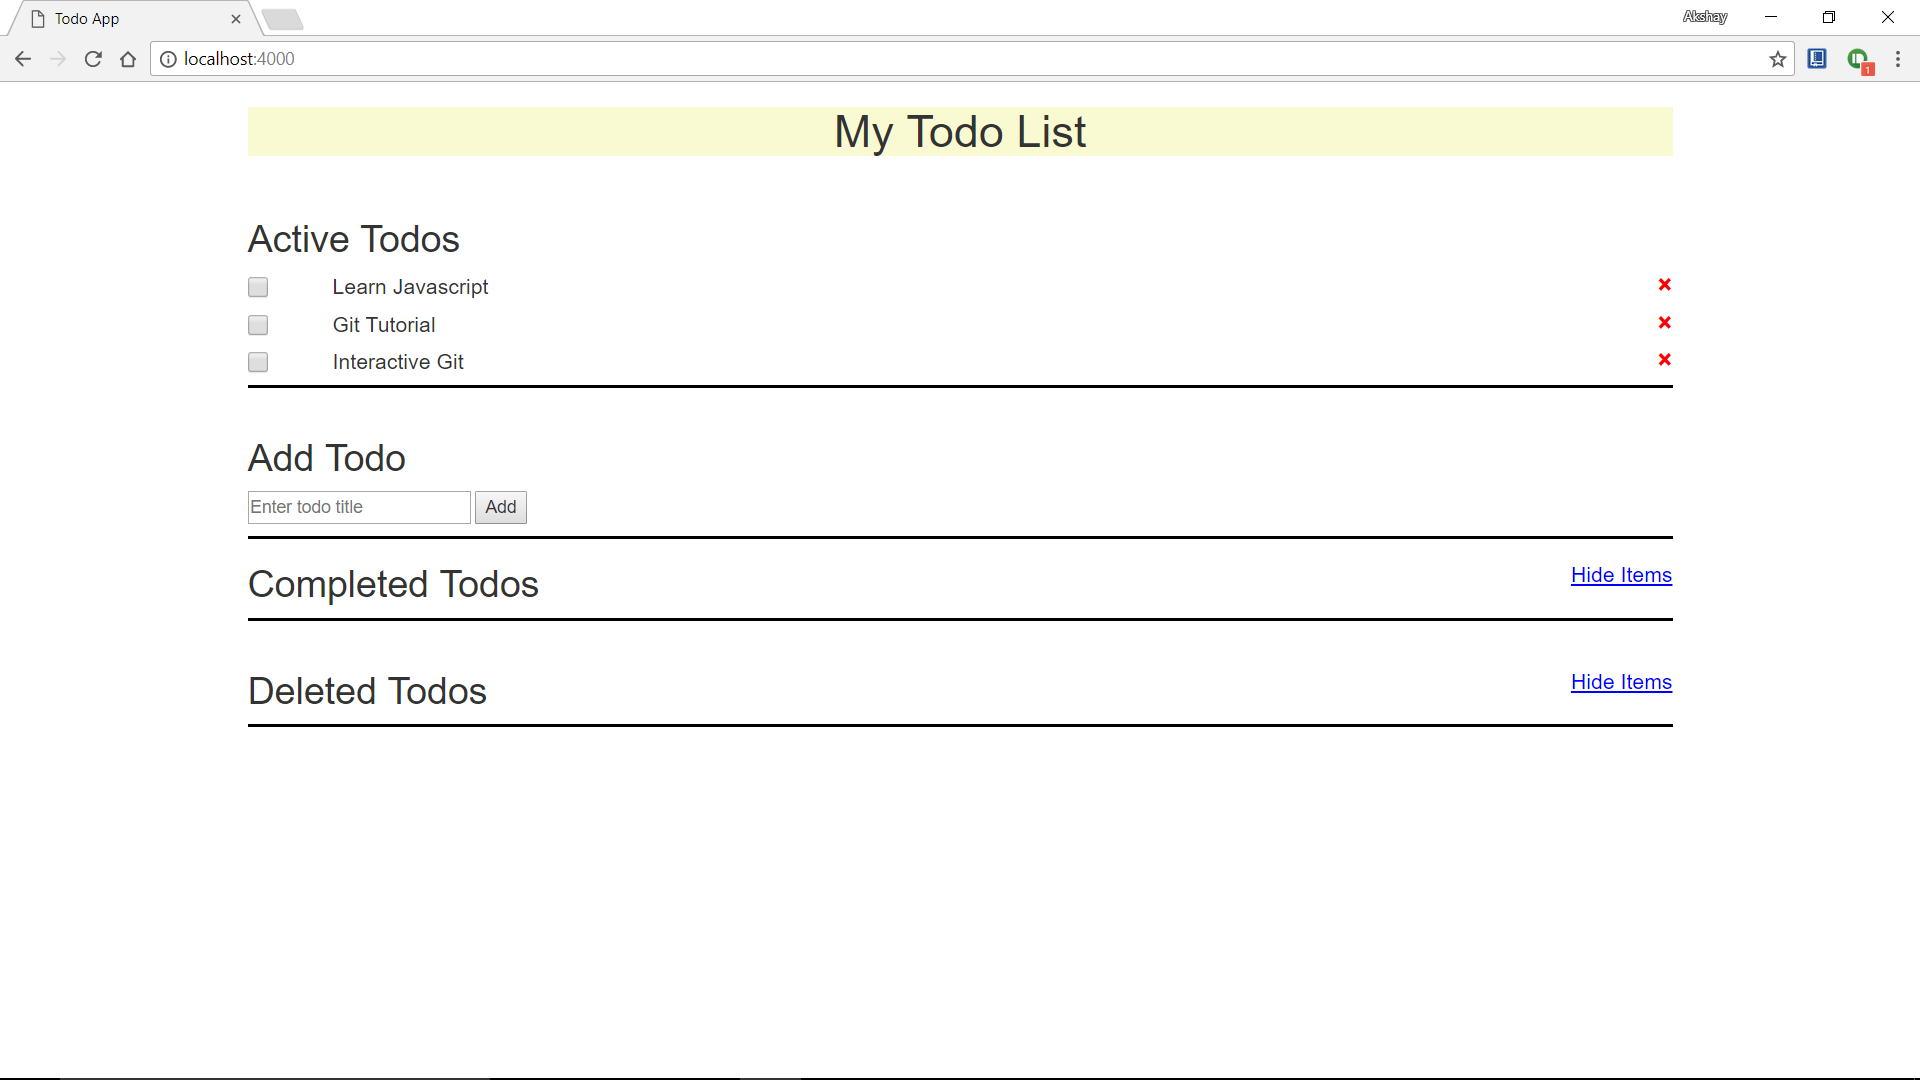 Todo App
Akshay
localhost:4000
1
My Todo List
Active Todos
Learn Javascript
Git Tutorial
Interactive Git
Add Todo
Enter todo title Add
Completed Todos Hide Items
Deleted Todos Hide Items